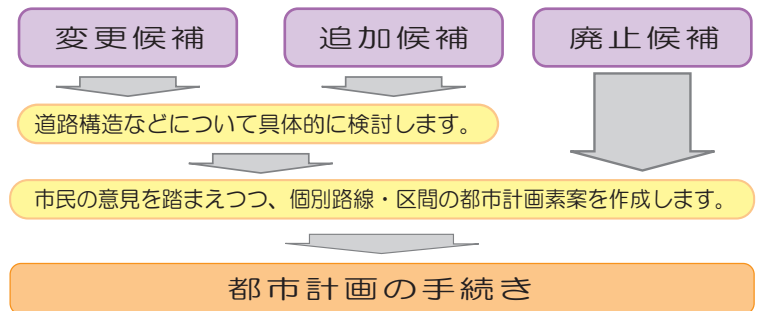 変更候補
追加候補
廃止候補
道路構造などについて具体的に検討します。
市民の意見を踏まえつつ、個別路線・区間の都市計画素案を作成します。
都市計画の手続き